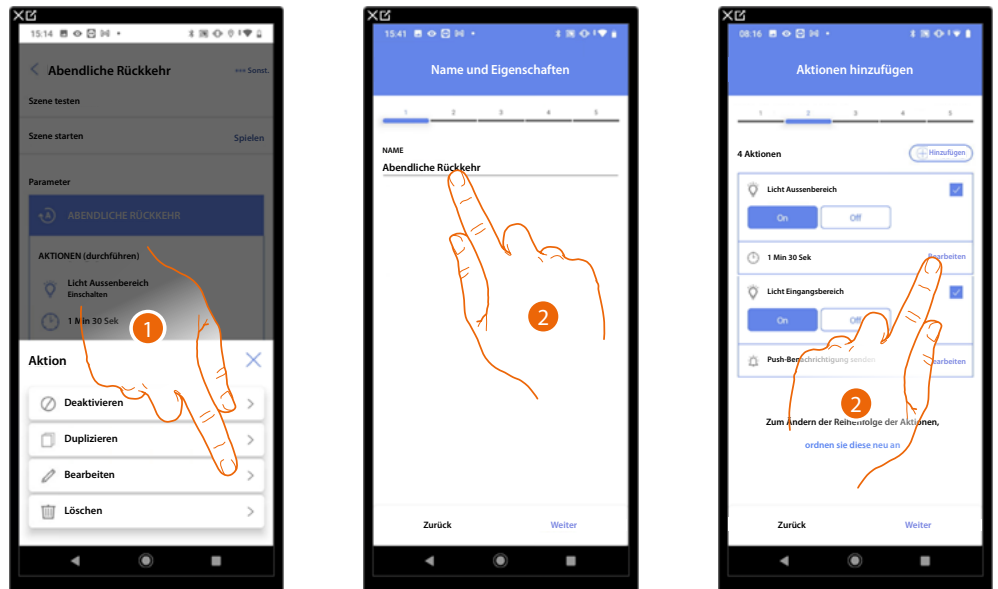 15:14
Abendliche Rückkehr
••• Sonst.
Szene testen
Szene starten
Spielen
Parameter
ABENDLICHE RÜCKKEHR
AKTIONEN (durchführen)
Licht Aussenbereich
Einschalten
1 Min 30 Sek
1
Aktion
Deaktivieren
Duplizieren
Bearbeiten
Löschen
15:41
Name und Eigenschaften
1 2 3 4 5
NAME
Abendliche Rückkehr
2
Zurück
Weiter
08:16
Aktionen hinzufügen
1 2 3 4 5
4 Aktionen
Hinzufügen
Licht Aussenbereich
On Off
1 Min 30 Sek
Bearbeiten
Licht Eingangsbereich
On Off
Push-Benachrichtigung senden
Bearbeiten
2
Zum Ändern der Reihenfolge der Aktionen,
ordnen sie diese neu an
Zurück
Weiter